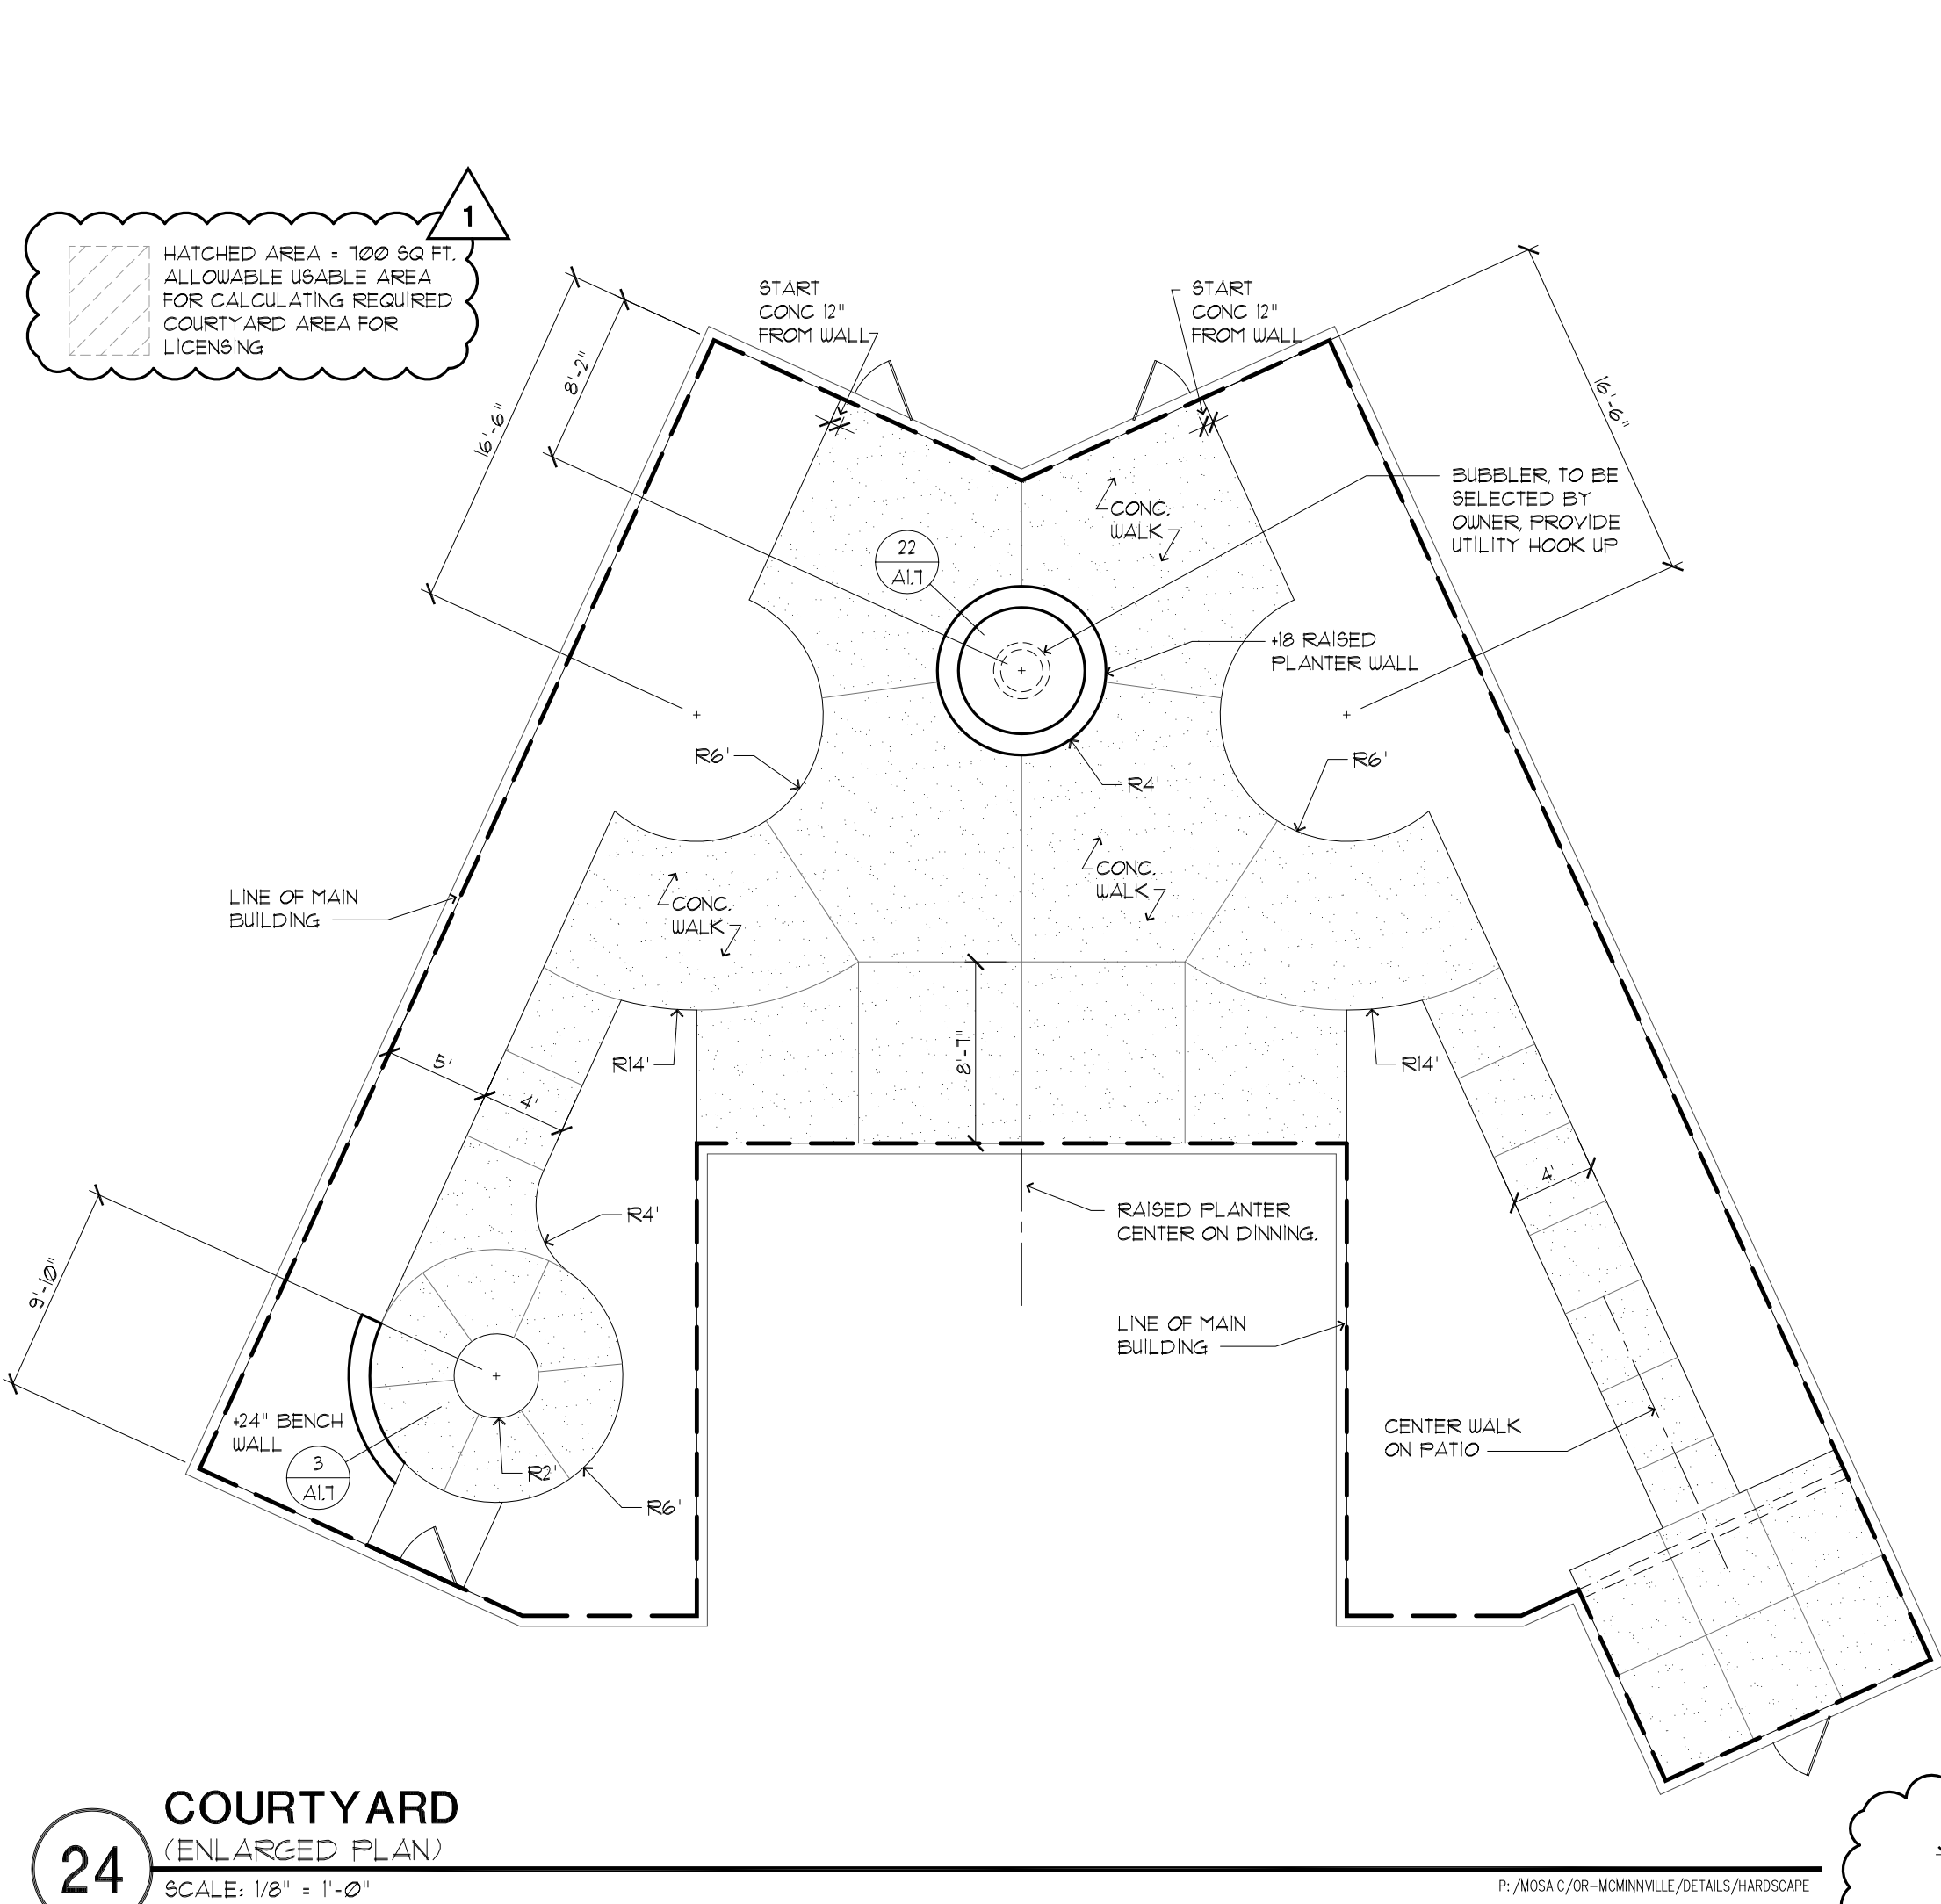 1
HATCHED AREA = 700 SQ FT.
ALLOWABLE USABLE AREA
FOR CALCULATING REQUIRED
COURTYARD AREA FOR
LICENSING
START
CONC 12"
FROM WALL
START
CONC 12"
FROM WALL
8'-2"
16'-6"
16'-6"
BUBBLER, TO BE
SELECTED BY
OWNER, PROVIDE
UTILITY HOOK UP
CONC.
WALK
22
A1.7
+18 RAISED
PLANTER WALL
R6'
R4'
R6'
LINE OF MAIN
BUILDING
CONC.
WALK
CONC.
WALK
5'
4'
R14'
8'-7"
R14'
4'
R4'
RAISED PLANTER
CENTER ON DINNING.
9'-10"
LINE OF MAIN
BUILDING
+24" BENCH
WALL
3
A1.7
R2'
R6'
CENTER WALK
ON PATIO
COURTYARD
(ENLARGED PLAN)
24
SCALE: 1/8" = 1'-0"
P:/MOSAIC/OR-MCMINNVILLE/DETAILS/HARDSCAPE